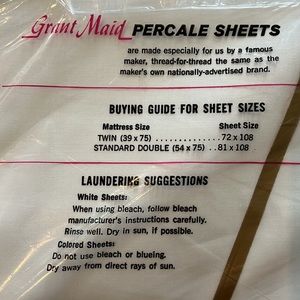 Grant Maid PERCALE SHEETS
are made especially for us by a famous
maker, thread-for-thread the same as the
maker's own nationally-advertised brand.
BUYING GUIDE FOR SHEET SIZES
Mattress Size Sheet Size
TWIN (39 x 75) . . . . . . . . . . . . . 72 x 108
STANDARD DOUBLE (54 x 75) . . 81 x 108
LAUNDERING SUGGESTIONS
White Sheets:
When using bleach, follow bleach
manufacturer's instructions carefully.
Rinse well. Dry in sun, if possible.
Colored Sheets:
Do not use bleach or blueing.
Dry away from direct rays of sun.